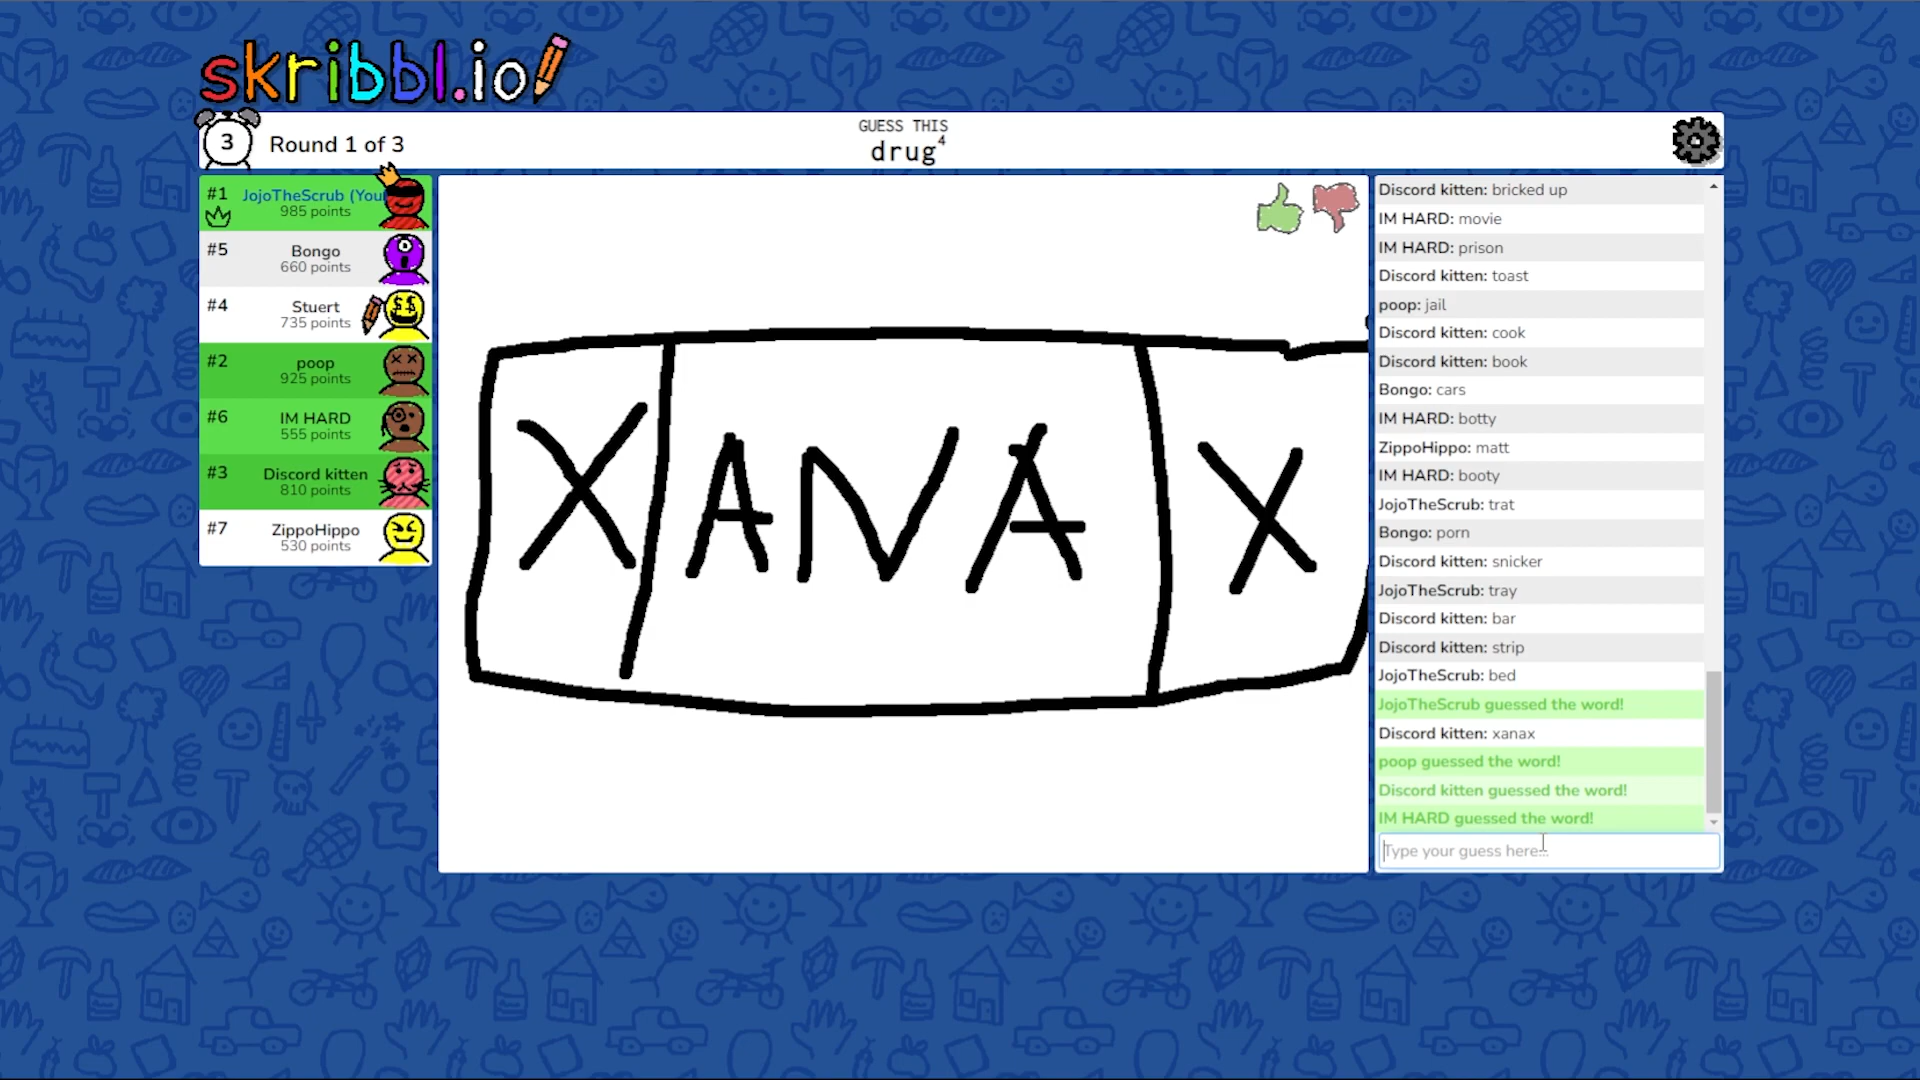 skribbl.io
3
Round 1 of 3
GUESS THIS
drug4
#1
JojoTheScrub (You
985 points
#5
Bongo
660 points
#4
Stuert
735 points
#2
poop
925 points
#6
IM HARD
555 points
#3
Discord kitten
810 points
#7
ZippoHippo
530 points
XANAX
Discord kitten: bricked up
IM HARD: movie
IM HARD: prison
Discord kitten: toast
poop: jail
Discord kitten: cook
Discord kitten: book
Bongo: cars
IM HARD: botty
ZippoHippo: matt
IM HARD: booty
JojoTheScrub: trat
Bongo: porn
Discord kitten: snicker
JojoTheScrub: tray
Discord kitten: bar
Discord kitten: strip
JojoTheScrub: bed
JojoTheScrub guessed the word!
Discord kitten: xanax
poop guessed the word!
Discord kitten guessed the word!
IM HARD guessed the word!
Type your guess here...